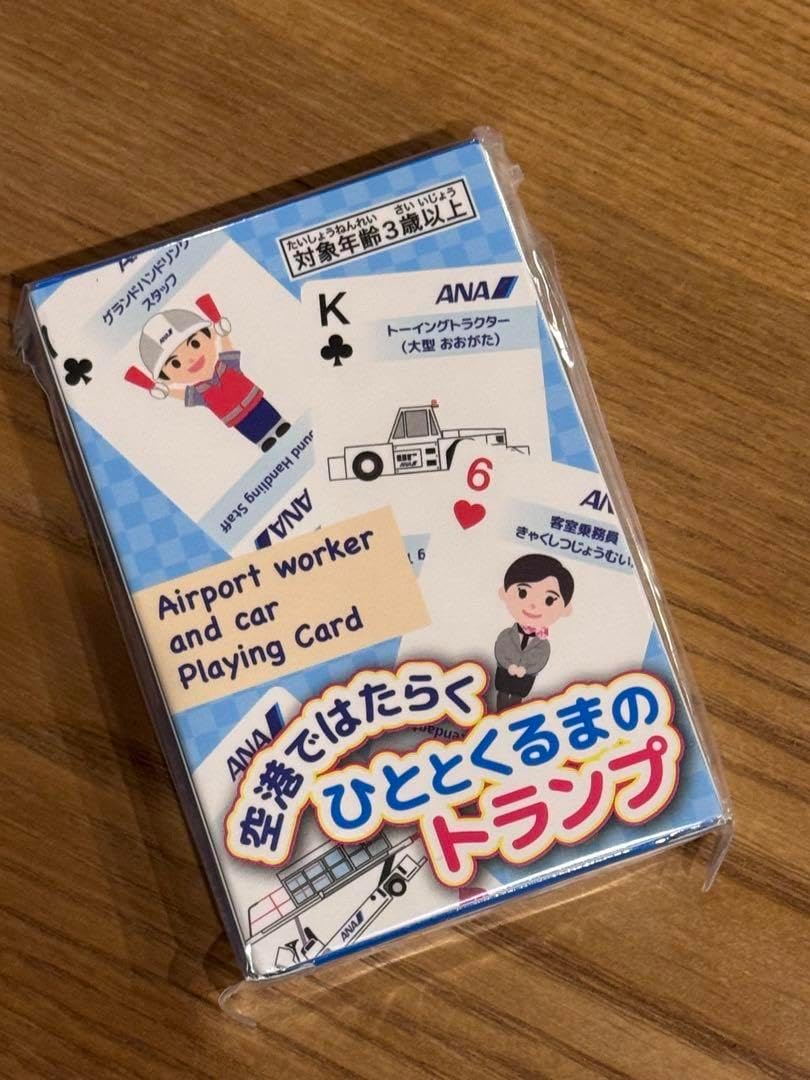 たいしょうねんれい さい いじょう
対象年齢3歳以上
グランドハンドリング
スタッフ
ANA
K
ANA
トーイングトラクター
(大型 おおがた)
ANA
6
客室乗務員
きゃくしつじょうむい
Handling Staff
ANA
Airport worker
and car
Playing Card
ANA
空港ではたらく
ひととくるまの
トランプ
ANA